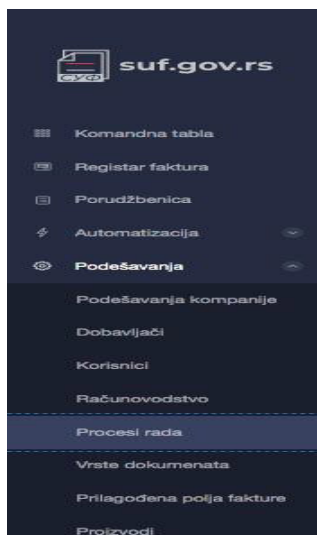 СУФ
suf.gov.rs
Komandna tabla
Registar faktura
Porudžbenica
Automatizacija
Podešavanja
Podešavanja kompanije
Dobavljači
Korisnici
Računovodstvo
Procesi rada
Vrste dokumenata
Prilagođena polja fakture
Proizvodi